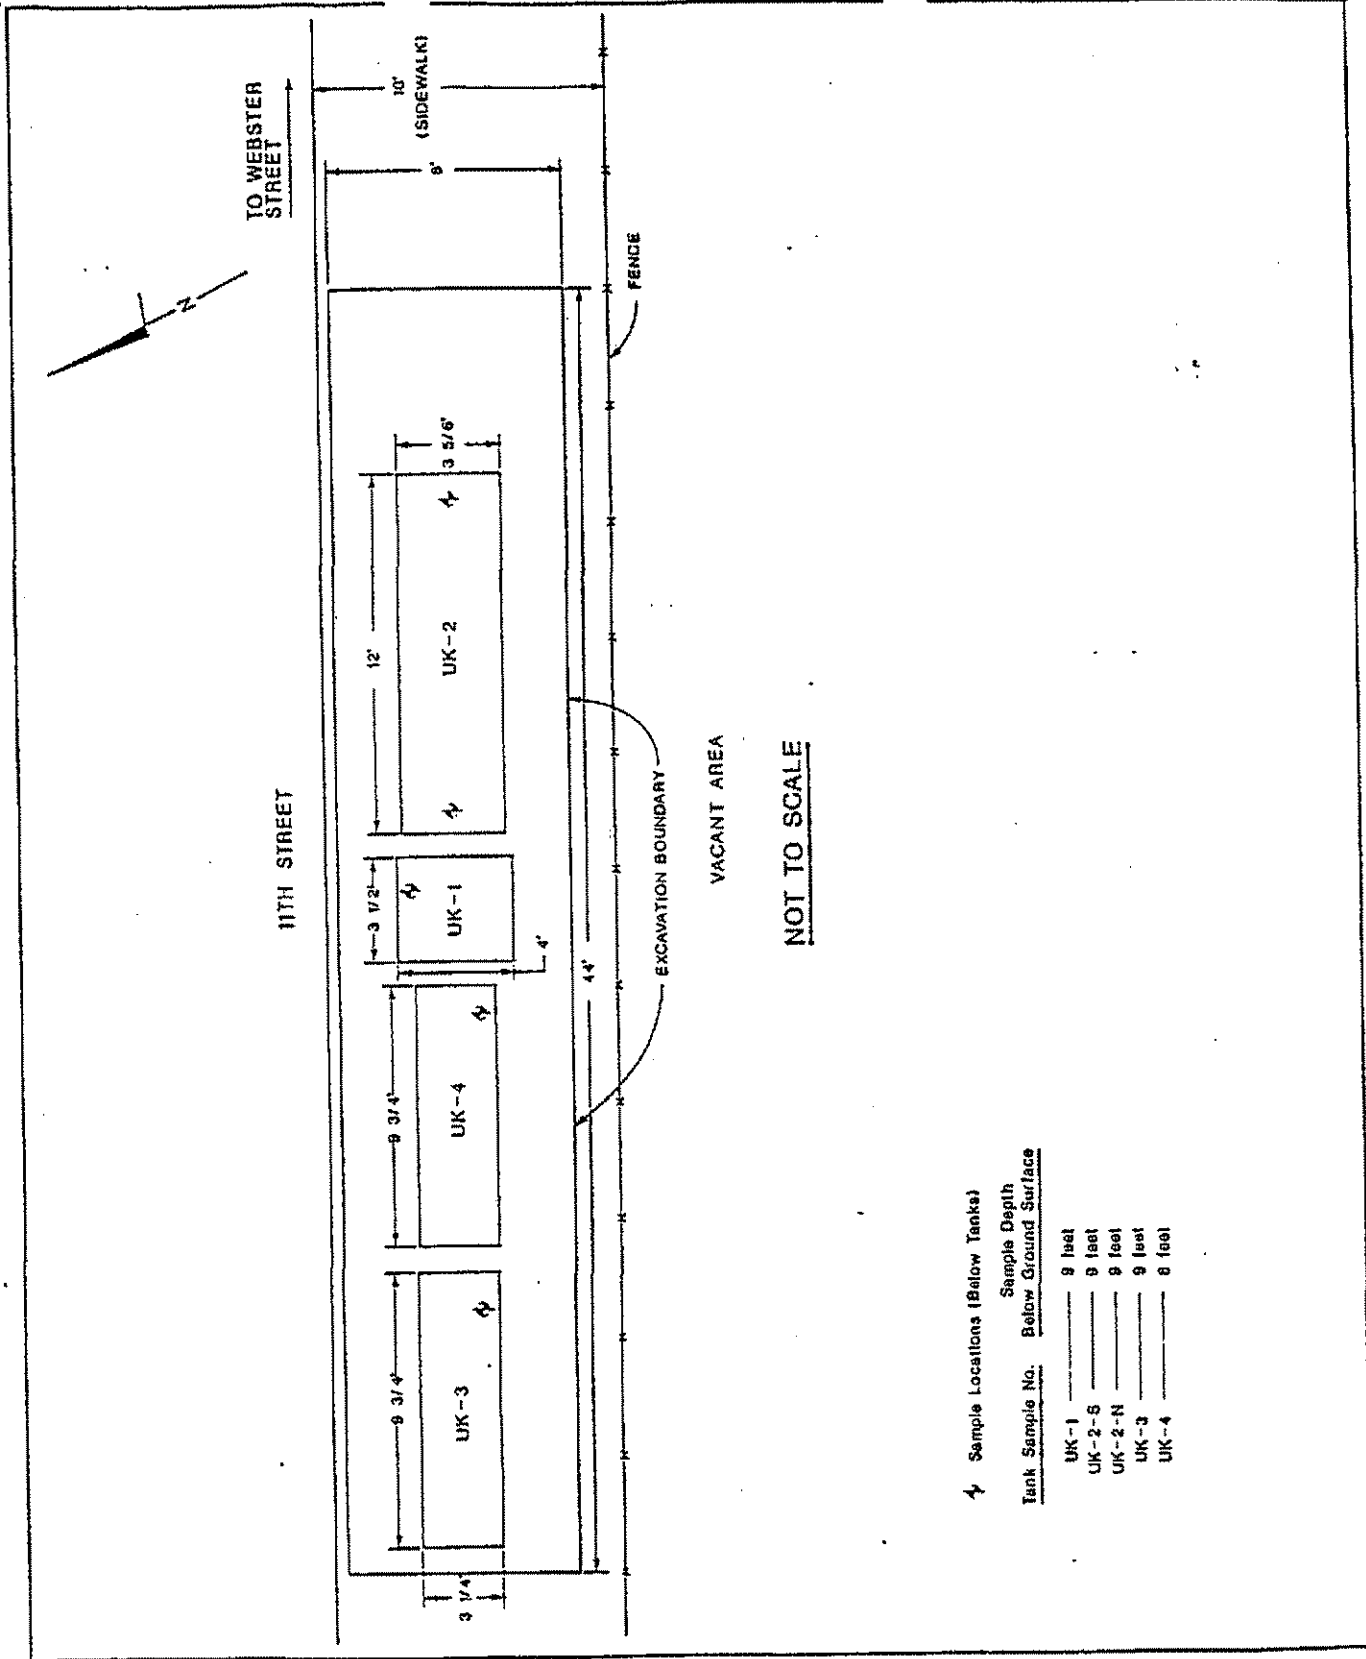 TO WEBSTER
STREET
10'
(SIDEWALK)
8'
N
FENCE
11TH STREET
3 5/6'
12'
UK-2
3 1/2'
UK-1
4'
9 3/4'
UK-4
9 3/4'
UK-3
3 1/4'
44'
EXCAVATION BOUNDARY
VACANT AREA
NOT TO SCALE
Sample Locations (Below Tanks)
Sample Depth
Tank Sample No. Below Ground Surface
UK-1 9 feet
UK-2-S 9 feet
UK-2-N 9 feet
UK-3 9 feet
UK-4 8 feet